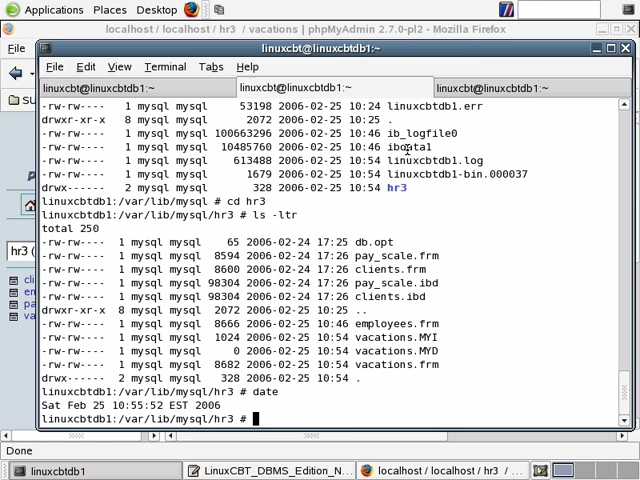 Applications Places Desktop
localhost / localhost / hr3 / vacations | phpMyAdmin 2.7.0-pl2 - Mozilla Firefox
File
linuxcbt@linuxcbtdb1:~
File Edit View Terminal Tabs Help
linuxcbt@linuxcbtdb1:~ linuxcbt@linuxcbtdb1:~ linuxcbt@linuxcbtdb1:~
-rw-rw---- 1 mysql mysql 53198 2006-02-25 10:24 linuxcbtdb1.err
drwxr-xr-x 8 mysql mysql 2072 2006-02-25 10:25 .
-rw-rw---- 1 mysql mysql 100663296 2006-02-25 10:46 ib_logfile0
-rw-rw---- 1 mysql mysql 10485760 2006-02-25 10:46 ibdata1
-rw-rw---- 1 mysql mysql 613488 2006-02-25 10:54 linuxcbtdb1.log
-rw-rw---- 1 mysql mysql 1679 2006-02-25 10:54 linuxcbtdb1-bin.000037
drwx------ 2 mysql mysql 328 2006-02-25 10:54 hr3
linuxcbtdb1:/var/lib/mysql # cd hr3
linuxcbtdb1:/var/lib/mysql/hr3 # ls -ltr
total 250
-rw-rw---- 1 mysql mysql 65 2006-02-24 17:25 db.opt
-rw-rw---- 1 mysql mysql 8594 2006-02-24 17:26 pay_scale.frm
-rw-rw---- 1 mysql mysql 8600 2006-02-24 17:26 clients.frm
-rw-rw---- 1 mysql mysql 98304 2006-02-24 17:26 pay_scale.ibd
-rw-rw---- 1 mysql mysql 98304 2006-02-24 17:26 clients.ibd
drwxr-xr-x 8 mysql mysql 2072 2006-02-25 10:25 ..
-rw-rw---- 1 mysql mysql 8666 2006-02-25 10:46 employees.frm
-rw-rw---- 1 mysql mysql 1024 2006-02-25 10:54 vacations.MYI
-rw-rw---- 1 mysql mysql 0 2006-02-25 10:54 vacations.MYD
-rw-rw---- 1 mysql mysql 8682 2006-02-25 10:54 vacations.frm
drwx------ 2 mysql mysql 328 2006-02-25 10:54 .
linuxcbtdb1:/var/lib/mysql/hr3 # date
Sat Feb 25 10:55:52 EST 2006
linuxcbtdb1:/var/lib/mysql/hr3 #
SU
hr3 (
cli
em
pa
va
Done
linuxcbtdb1 LinuxCBT_DBMS_Edition_N... localhost / localhost / hr3 / ...